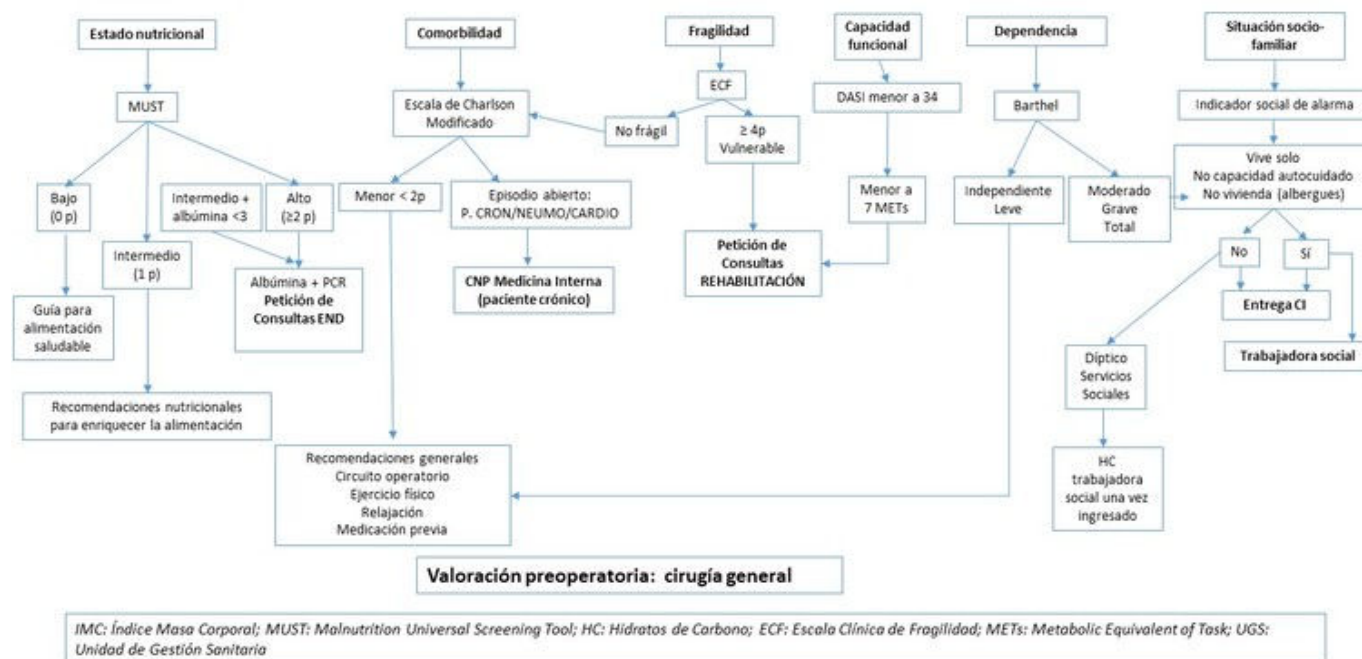 Estado nutricional
Comorbilidad
Fragilidad
Capacidad
funcional
Dependencia
Situación socio-
familiar
MUST
Escala de Charlson
Modificado
ECF
DASI menor a 34
Barthel
Indicador social de alarma
No frágil
≥ 4p
Vulnerable
Bajo
(0 p)
Intermedio +
albúmina <3
Alto
(≥2 p)
Menor < 2p
Episodio abierto:
P. CRON/NEUMO/CARDIO
Menor a
7 METs
Independiente
Leve
Moderado
Grave
Total
Vive solo
No capacidad autocuidado
No vivienda (albergues)
Intermedio
(1 p)
Albúmina + PCR
Petición de
Consultas END
CNP Medicina Interna
(paciente crónico)
Petición de
Consultas
REHABILITACIÓN
No
Sí
Entrega CI
Guía para
alimentación
saludable
Trabajadora social
Díptico
Servicios
Sociales
Recomendaciones nutricionales
para enriquecer la alimentación
Recomendaciones generales
Circuito operatorio
Ejercicio físico
Relajación
Medicación previa
HC
trabajadora
social una vez
ingresado
Valoración preoperatoria: cirugía general
IMC: Índice Masa Corporal; MUST: Malnutrition Universal Screening Tool; HC: Hidratos de Carbono; ECF: Escala Clínica de Fragilidad; METs: Metabolic Equivalent of Task; UGS:
Unidad de Gestión Sanitaria